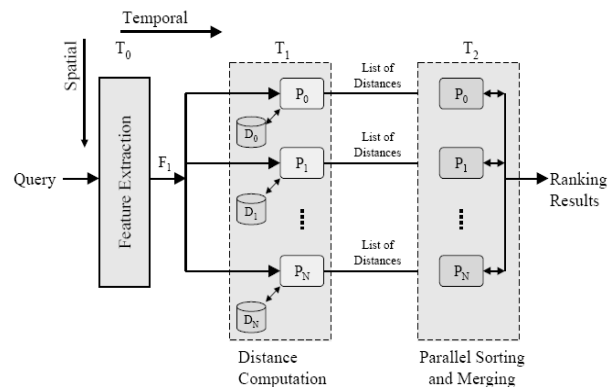 Temporal
Spatial
T0
T1
T2
Query
Feature Extraction
F1
P0
D0
List of
Distances
P0
P1
D1
List of
Distances
P1
PN
DN
List of
Distances
PN
Ranking
Results
Distance
Computation
Parallel Sorting
and Merging